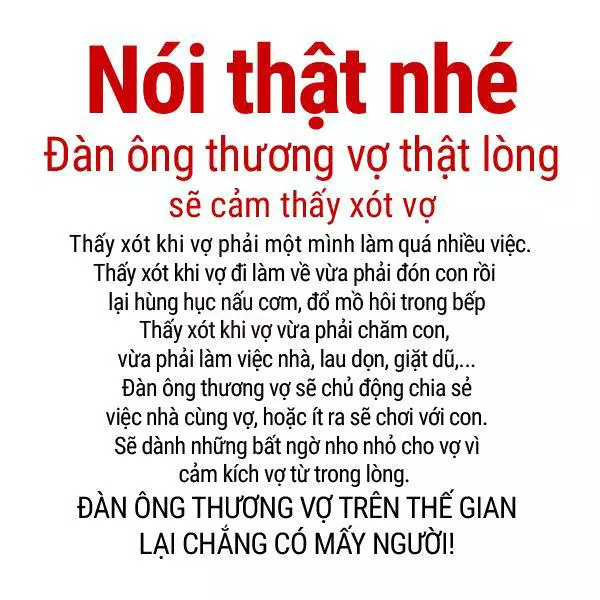 Nói thật nhé
Đàn ông thương vợ thật lòng
sẽ cảm thấy xót vợ
Thấy xót khi vợ phải một mình làm quá nhiều việc.
Thấy xót khi vợ đi làm về vừa phải đón con rồi
lại hùng hục nấu cơm, đổ mồ hôi trong bếp
Thấy xót khi vợ vừa phải chăm con,
vừa phải làm việc nhà, lau dọn, giặt dũ,...
Đàn ông thương vợ sẽ chủ động chia sẻ
việc nhà cùng vợ, hoặc ít ra sẽ chơi với con.
Sẽ dành những bất ngờ nho nhỏ cho vợ vì
cảm kích vợ từ trong lòng.
ĐÀN ÔNG THƯƠNG VỢ TRÊN THẾ GIAN
LẠI CHẲNG CÓ MẤY NGƯỜI!